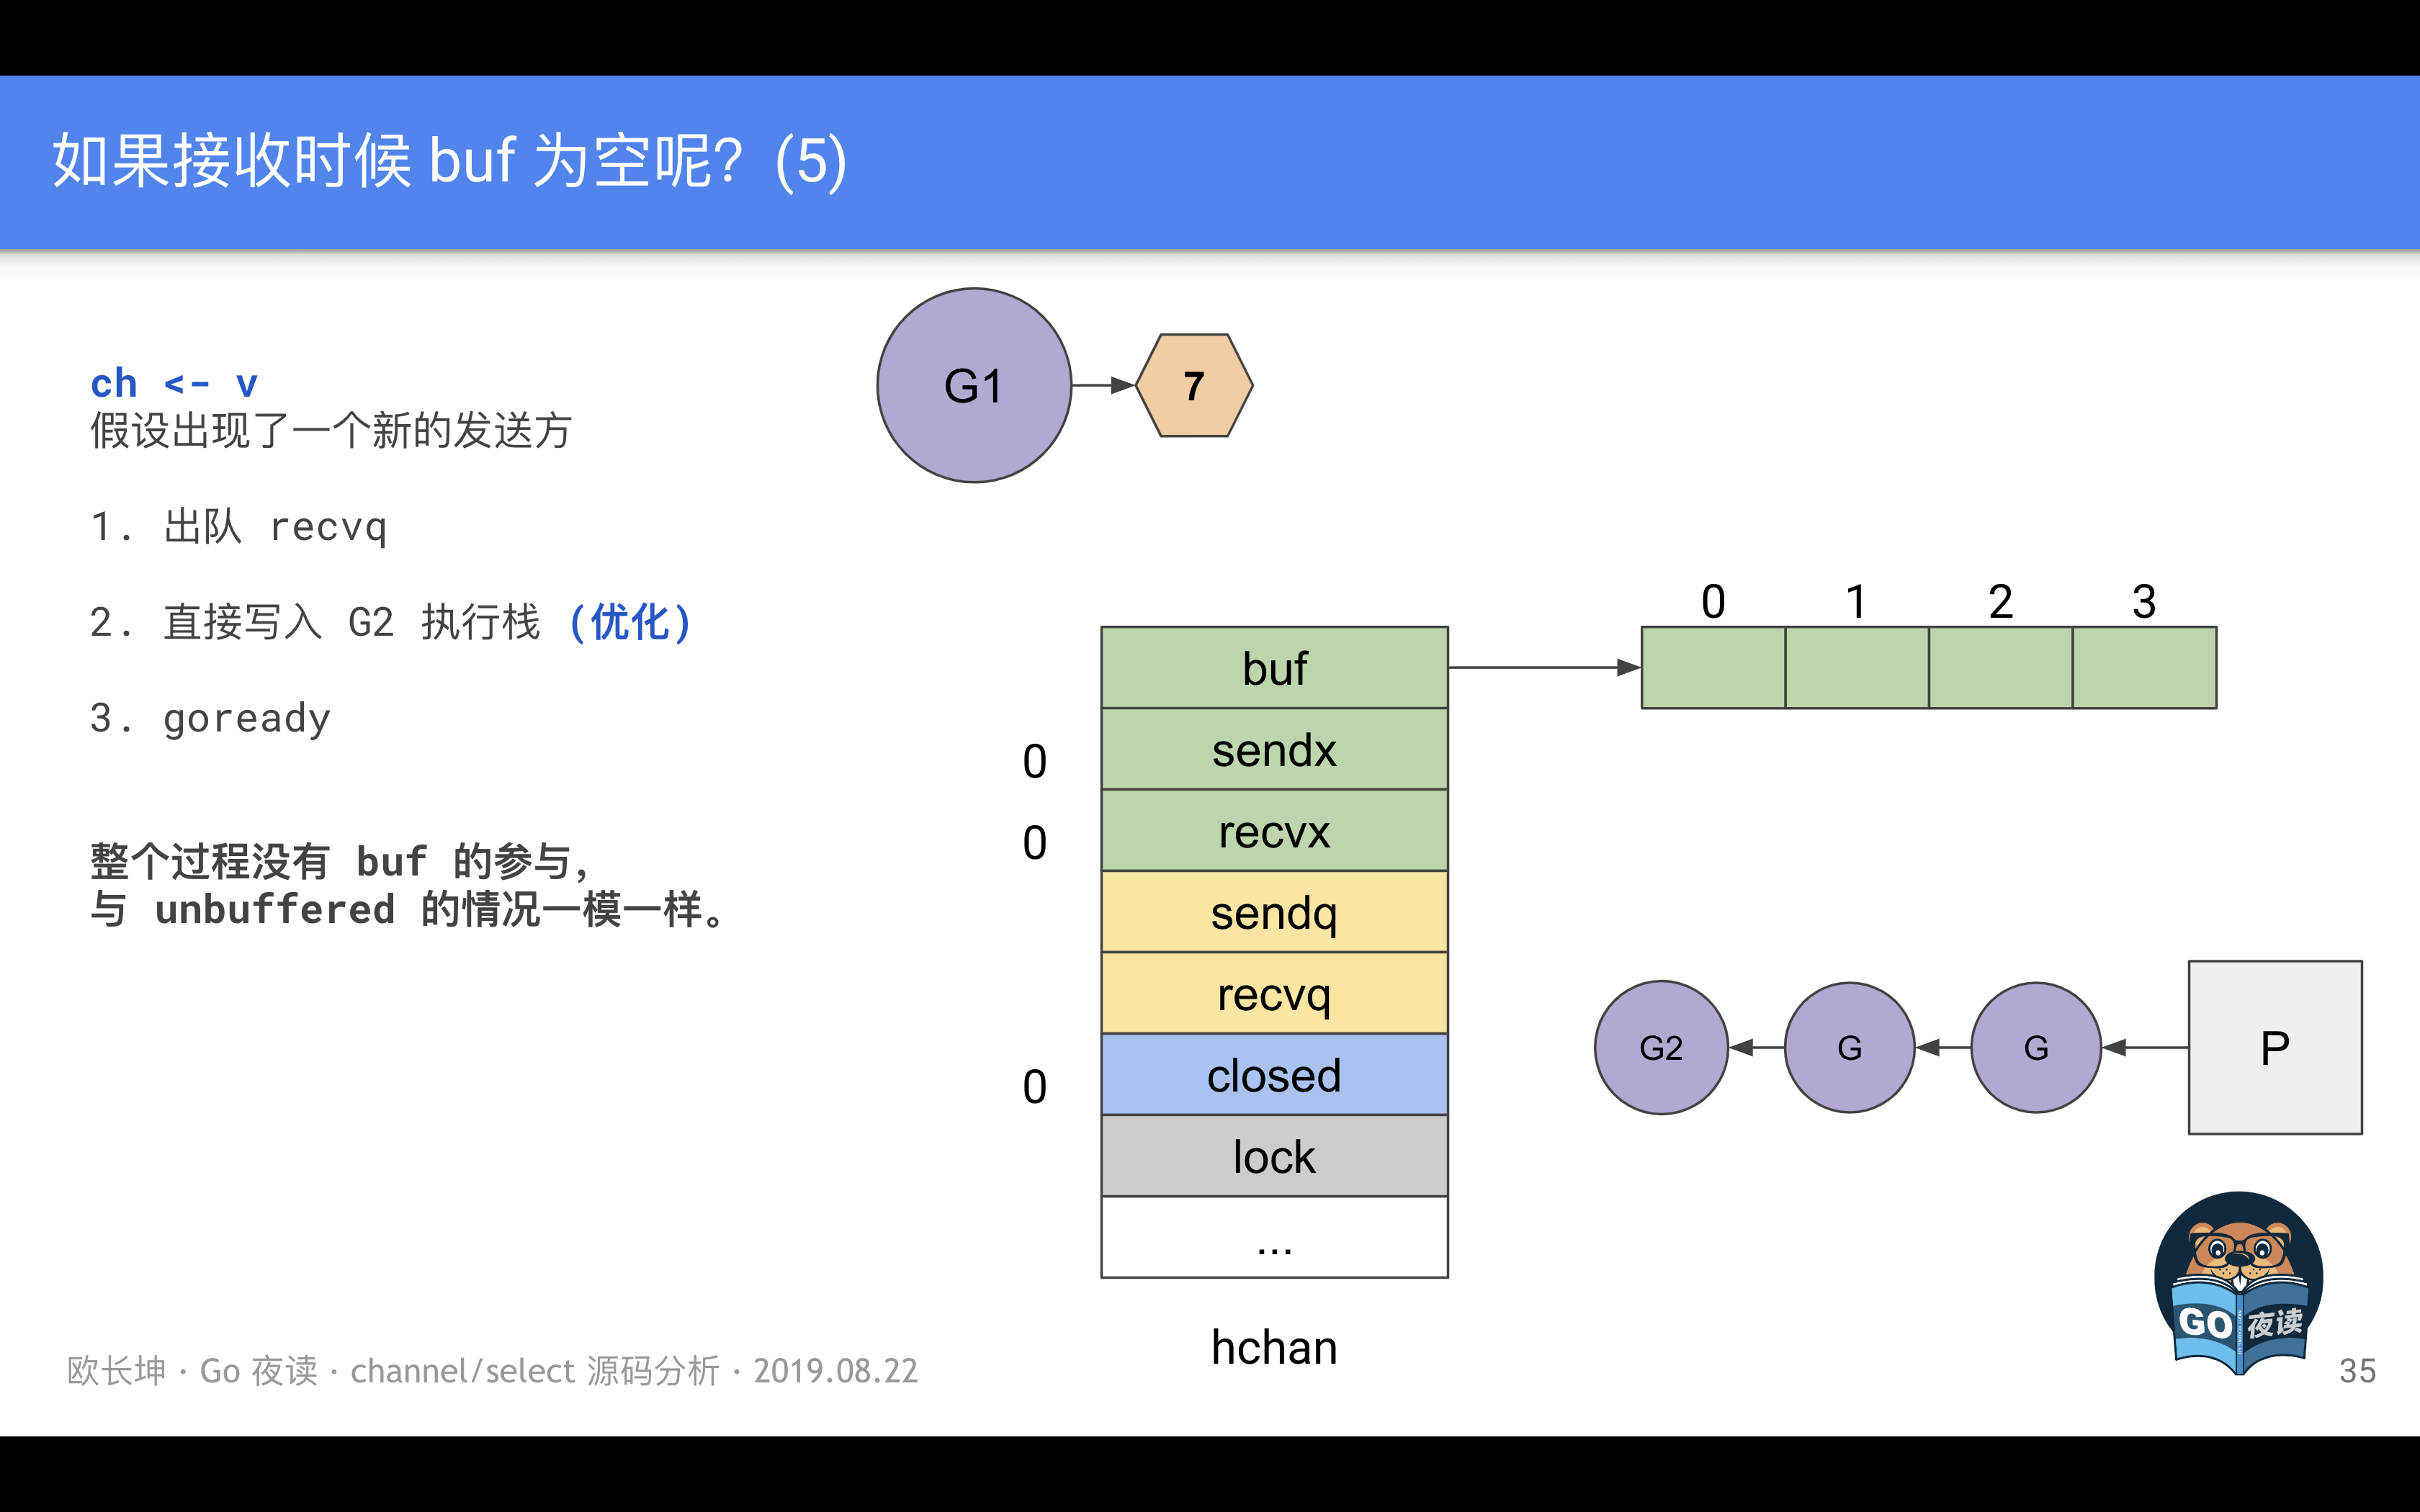 如果接收时候 buf 为空呢？(5)
ch <- v
假设出现了一个新的发送方
1. 出队 recvq
2. 直接写入 G2 执行栈 (优化)
3. goready
整个过程没有 buf 的参与，
与 unbuffered 的情况一模一样。
G1
7
0 1 2 3
buf
0 sendx
0 recvx
sendq
recvq
0 closed
lock
...
hchan
G2 G G P
GO 夜读
欧长坤 · Go 夜读 · channel/select 源码分析 · 2019.08.22
35